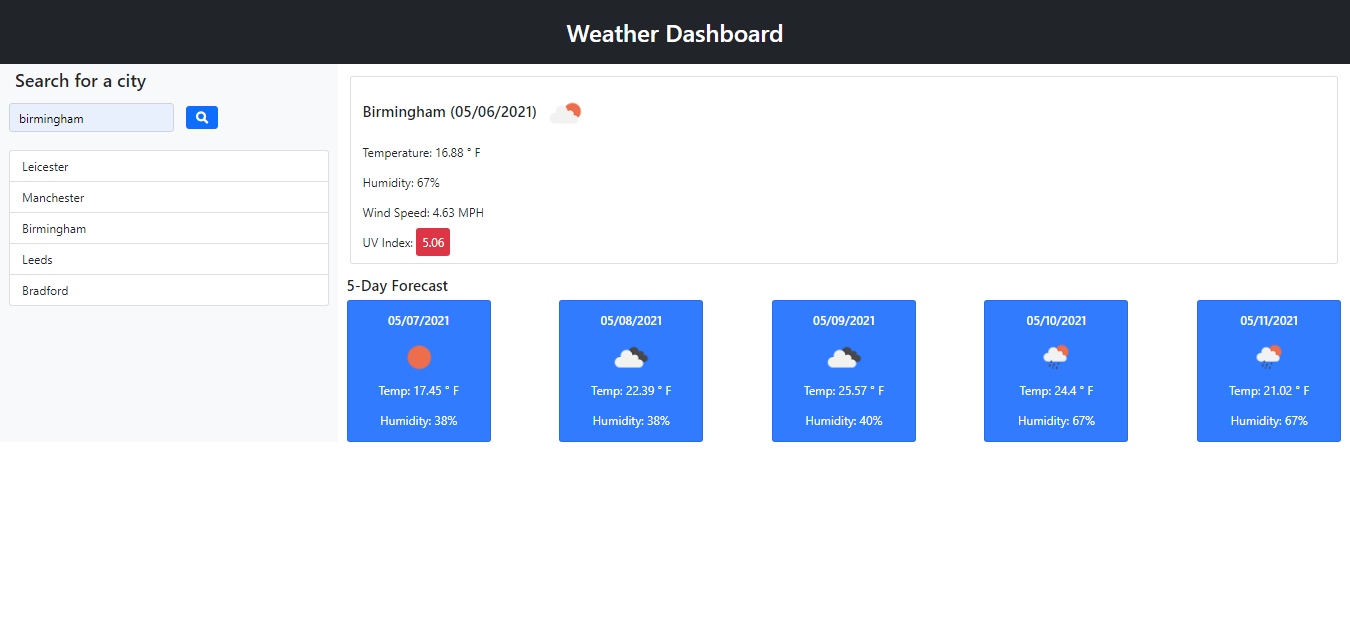 Weather Dashboard
Search for a city
birmingham
Leicester
Manchester
Birmingham
Leeds
Bradford
Birmingham (05/06/2021)
Temperature: 16.88 ° F
Humidity: 67%
Wind Speed: 4.63 MPH
UV Index: 5.06
5-Day Forecast
05/07/2021
Temp: 17.45 ° F
Humidity: 38%
05/08/2021
Temp: 22.39 ° F
Humidity: 38%
05/09/2021
Temp: 25.57 ° F
Humidity: 40%
05/10/2021
Temp: 24.4 ° F
Humidity: 67%
05/11/2021
Temp: 21.02 ° F
Humidity: 67%